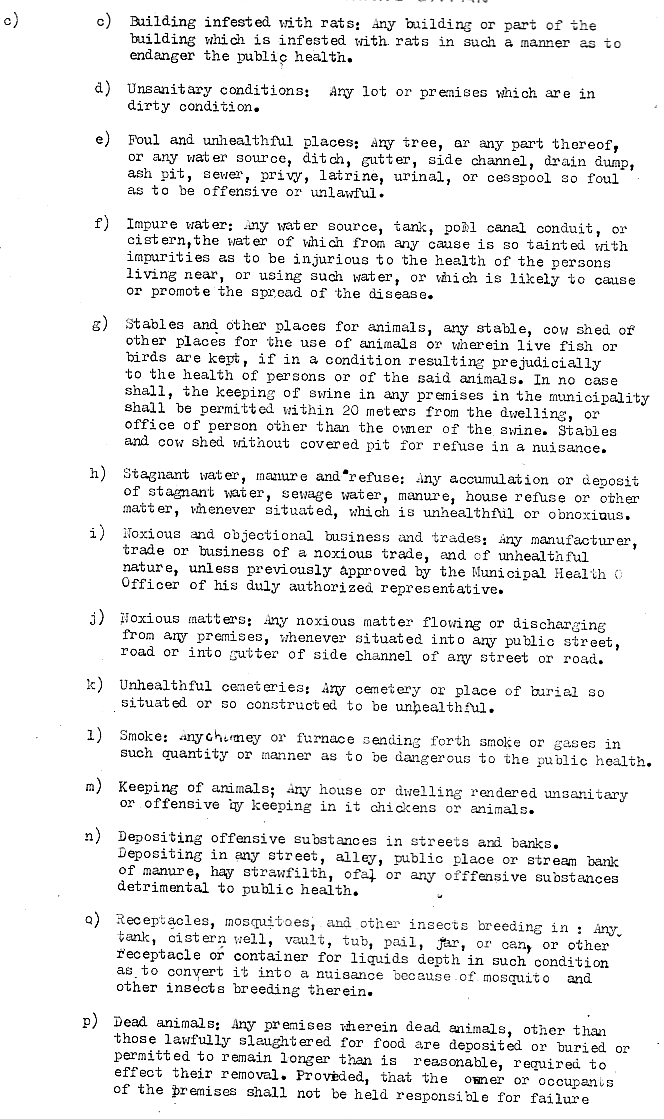 c) c) Building infested with rats: Any building or part of the
building which is infested with rats in such a manner as to
endanger the public health.
d) Unsanitary conditions: Any lot or premises which are in
dirty condition.
e) Foul and unhealthful places: Any tree, or any part thereof,
or any water source, ditch, gutter, side channel, drain dump,
ash pit, sewer, privy, latrine, urinal, or cesspool so foul
as to be offensive or unlawful.
f) Impure water: Any water source, tank, canal conduit, or
cistern,the water of which from any cause is so tainted with
impurities as to be injurious to the health of the persons
living near, or using such water, or which is likely to cause
or promote the spread of the disease.
g) Stables and other places for animals, any stable, cow shed of
other places for the use of animals or wherein live fish or
birds are kept, if in a condition resulting prejudicially
to the health of persons or of the said animals. In no case
shall, the keeping of swine in any premises in the municipality
shall be permitted within 20 meters from the dwelling, or
office of person other than the owner of the swine. Stables
and cow shed without covered pit for refuse in a nuisance.
h) Stagnant water, manure and refuse: Any accumulation or deposit
of stagnant water, sewage water, manure, house refuse or other
matter, whenever situated, which is unhealthful or obnoxious.
i) Noxious and objectional business and trades: Any manufacturer,
trade or business of a noxious trade, and of unhealthful
nature, unless previously approved by the Municipal Health
Officer of his duly authorized representative.
j) Noxious matters: Any noxious matter flowing or discharging
from any premises, whenever situated into any public street,
road or into gutter of side channel of any street or road.
k) Unhealthful cemeteries: Any cemetery or place of burial so
situated or so constructed to be unhealthful.
l) Smoke: Any chimney or furnace sending forth smoke or gases in
such quantity or manner as to be dangerous to the public health.
m) Keeping of animals; Any house or dwelling rendered unsanitary
or offensive by keeping in it chickens or animals.
n) Depositing offensive substances in streets and banks.
Depositing in any street, alley, public place or stream bank
of manure, hay strawfilth, ofal or any offfensive substances
detrimental to public health.
o) Receptacles, mosquitoes, and other insects breeding in : Any
tank, cistern well, vault, tub, pail, jar, or can, or other
receptacle or container for liquids depth in such condition
as to convert it into a nuisance because of mosquito and
other insects breeding therein.
p) Dead animals: Any premises wherein dead animals, other than
those lawfully slaughtered for food are deposited or buried or
permitted to remain longer than is reasonable, required to
effect their removal. Provided, that the owner or occupants
of the premises shall not be held responsible for failure